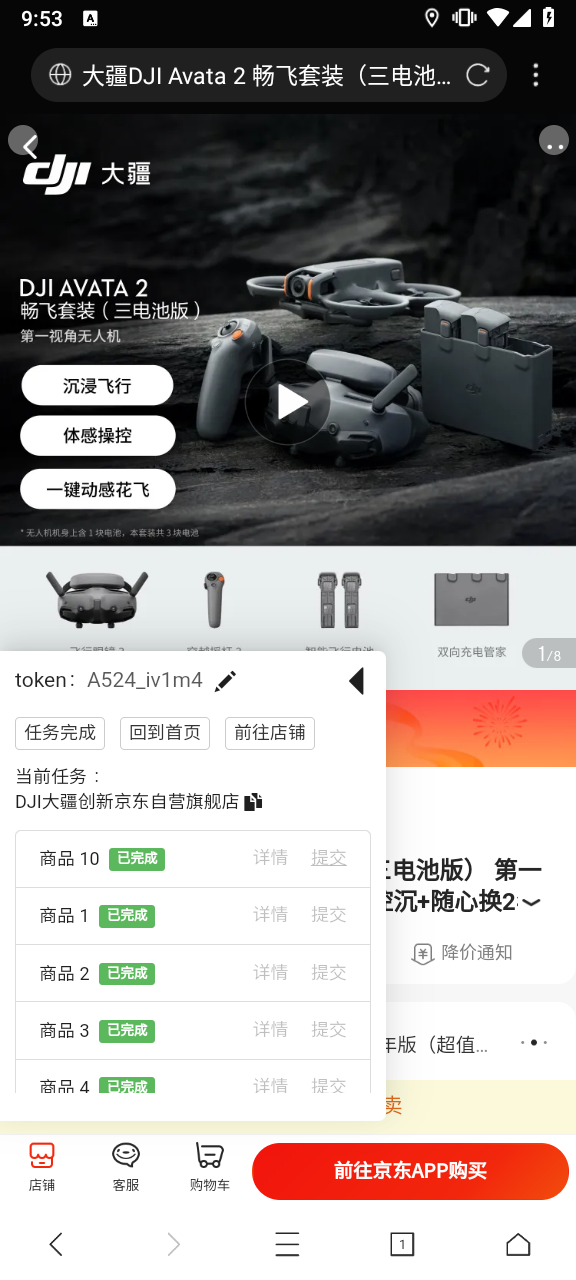 9:53
A
大疆DJI Avata 2 畅飞套装（三电池...
dji 大疆
DJI AVATA 2
畅飞套装（三电池版）
第一视角无人机
沉浸飞行
体感操控
一键动感花飞
* 无人机机身上含 1 块电池，本套装共 3 块电池
双向充电管家
1/8
token： A524_iv1m4
任务完成 回到首页 前往店铺
当前任务 :
DJI大疆创新京东自营旗舰店
商品 10 已完成 详情 提交
商品 1 已完成 详情 提交
商品 2 已完成 详情 提交
商品 3 已完成 详情 提交
商品 4 已完成 详情 提交
三电池版） 第一
控沉+随心换2
降价通知
年版（超值...
卖
店铺 客服 购物车 前往京东APP购买
1